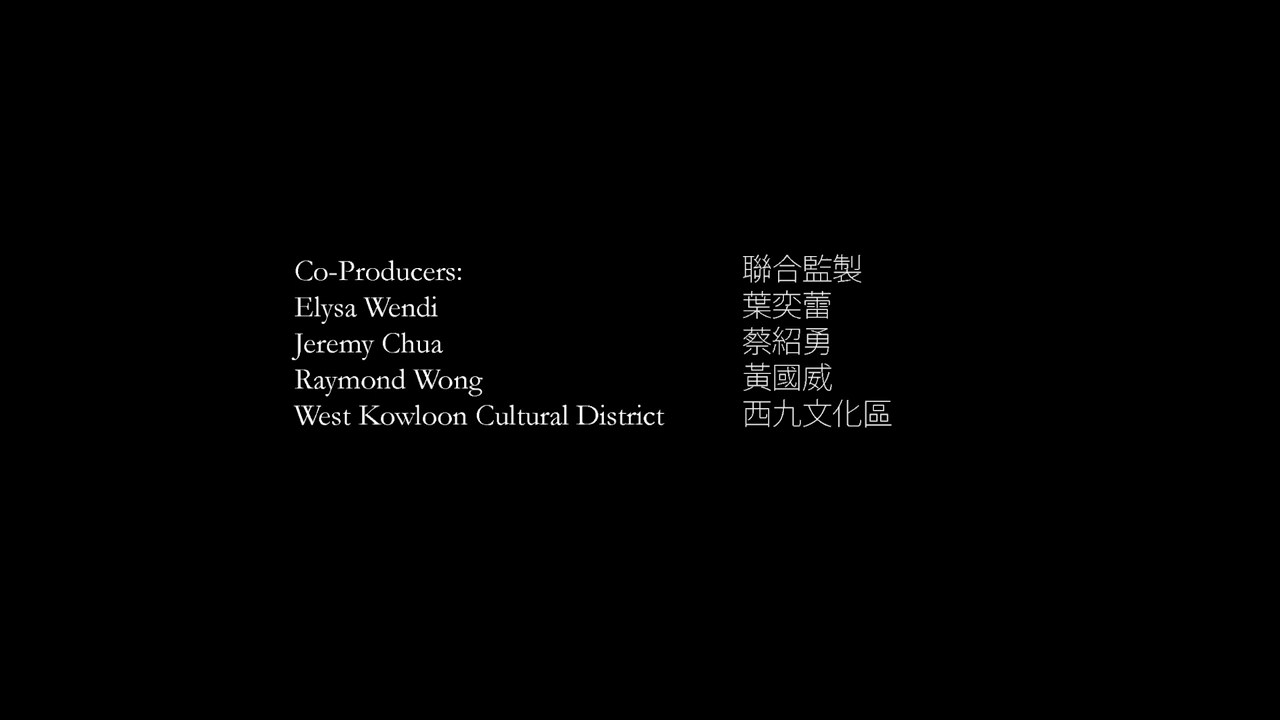 Co-Producers:
Elysa Wendi
Jeremy Chua
Raymond Wong
West Kowloon Cultural District
聯合監製
葉奕蕾
蔡紹勇
黃國威
西九文化區